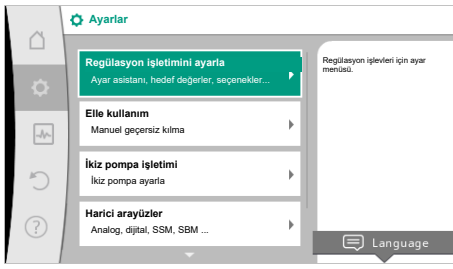 Ayarlar
Regülasyon işletimini ayarla
Ayar asistanı, hedef değerler, seçenekler...
Elle kullanım
Manuel geçersiz kılma
İkiz pompa işletimi
İkiz pompa ayarla
Harici arayüzler
Analog, dijital, SSM, SBM ...
Regülasyon işlevleri için ayar
menüsü.
Language